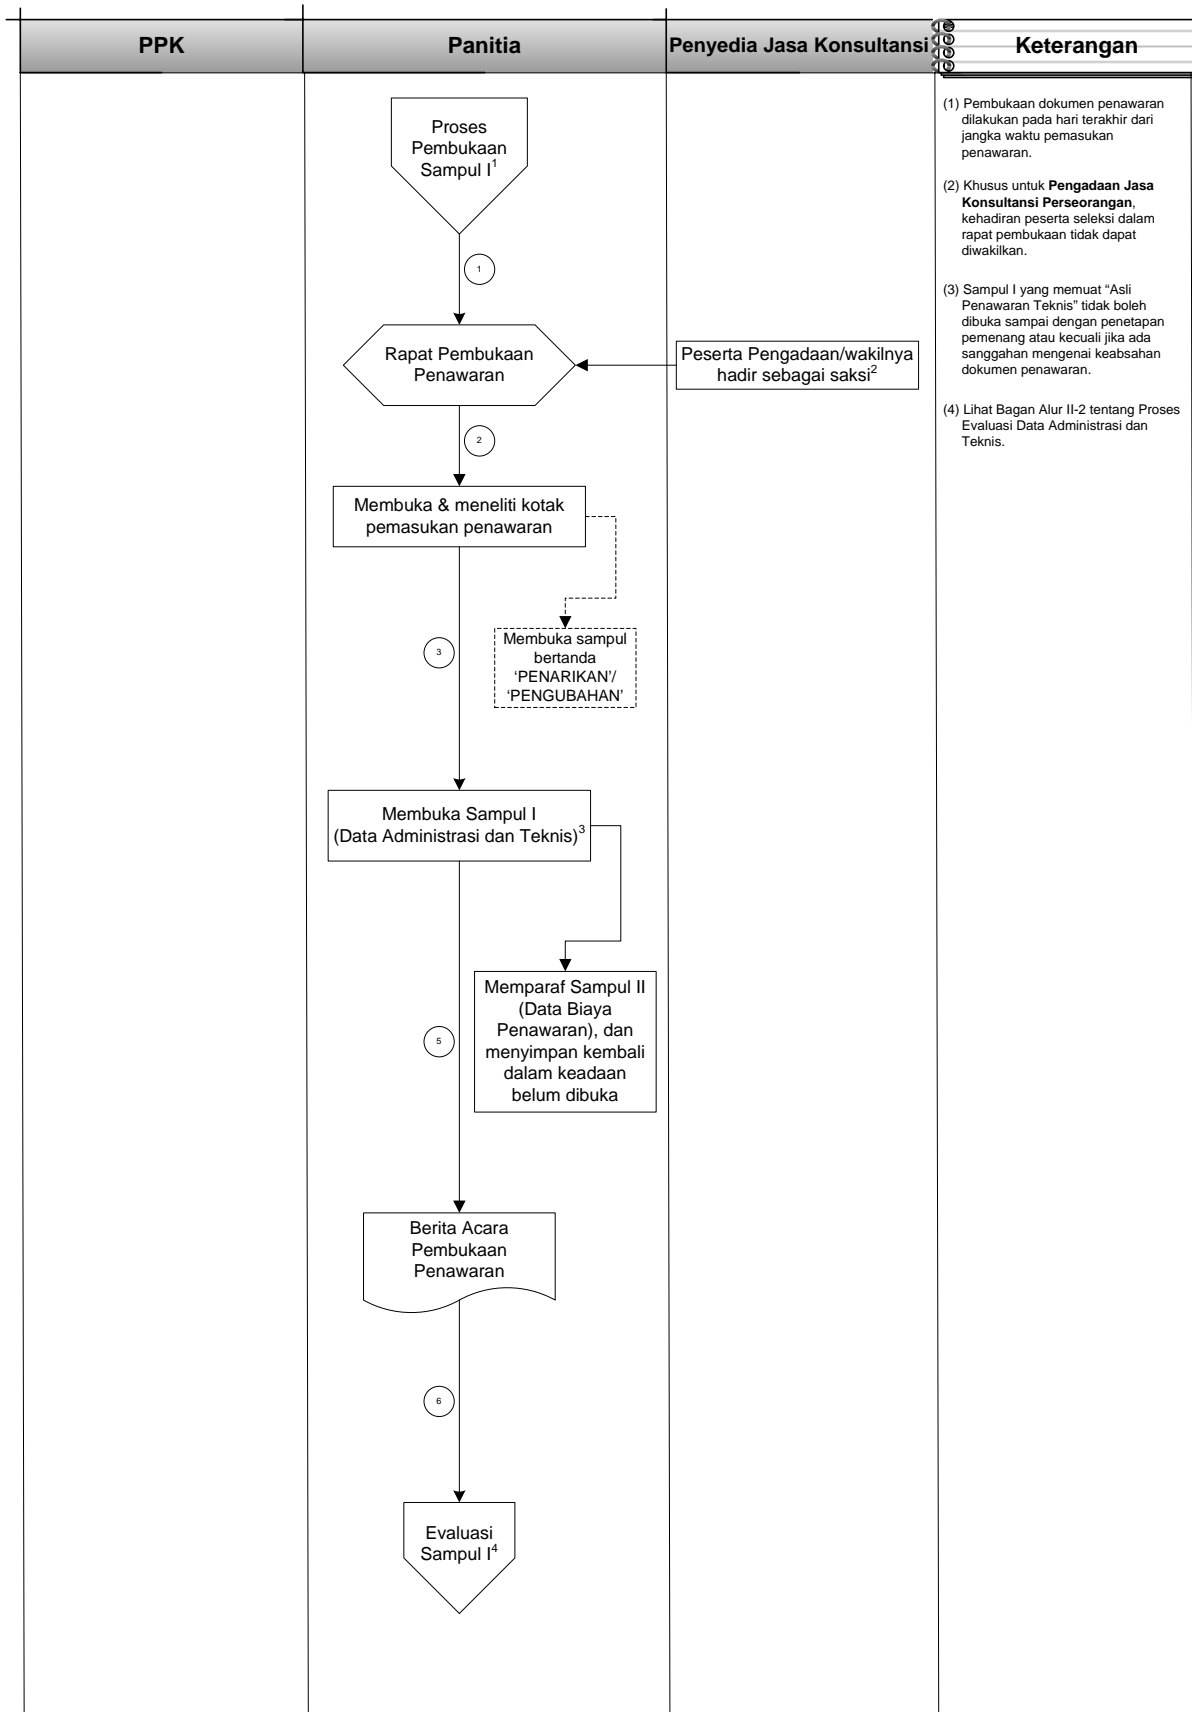 PPK
Panitia
Penyedia Jasa Konsultansi
Keterangan
Proses
Pembukaan
Sampul I1
1
Rapat Pembukaan
Penawaran
Peserta Pengadaan/wakilnya
hadir sebagai saksi2
2
Membuka & meneliti kotak
pemasukan penawaran
3
Membuka sampul
bertanda
‘PENARIKAN’/
‘PENGUBAHAN’
Membuka Sampul I
(Data Administrasi dan Teknis)3
5
Memparaf Sampul II
(Data Biaya
Penawaran), dan
menyimpan kembali
dalam keadaan
belum dibuka
Berita Acara
Pembukaan
Penawaran
6
Evaluasi
Sampul I4
(1) Pembukaan dokumen penawaran
dilakukan pada hari terakhir dari
jangka waktu pemasukan
penawaran.
(2) Khusus untuk Pengadaan Jasa
Konsultansi Perseorangan,
kehadiran peserta seleksi dalam
rapat pembukaan tidak dapat
diwakilkan.
(3) Sampul I yang memuat “Asli
Penawaran Teknis” tidak boleh
dibuka sampai dengan penetapan
pemenang atau kecuali jika ada
sanggahan mengenai keabsahan
dokumen penawaran.
(4) Lihat Bagan Alur II-2 tentang Proses
Evaluasi Data Administrasi dan
Teknis.